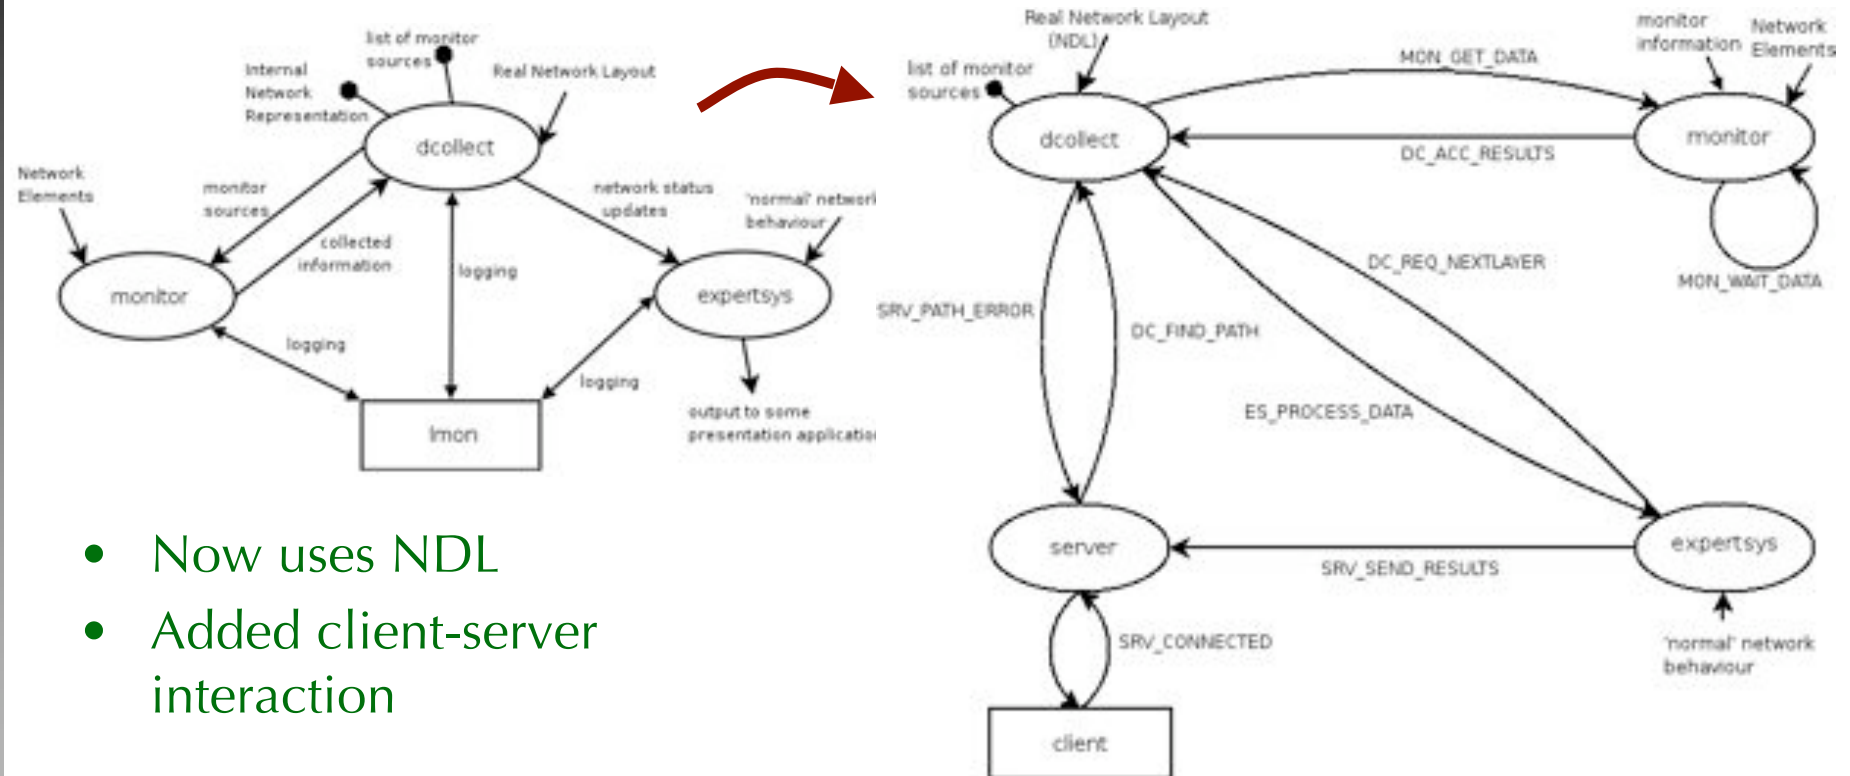 list of monitor
sources
Internal
Network
Representation
Real Network Layout
dcollect
Network
Elements
monitor
sources
network status
updates
'normal' network
behaviour
collected
information
logging
monitor
expertsys
logging
logging
output to some
presentation applicatio
lmon
Now uses NDL
Added client-server
interaction
Real Network Layout
(NDL)
list of monitor
sources
MON_GET_DATA
monitor
information
Network
Elements
dcollect
monitor
DC_ACC_RESULTS
DC_REQ_NEXTLAYER
MON_WAIT_DATA
SRV_PATH_ERROR
DC_FIND_PATH
ES_PROCESS_DATA
server
expertsys
SRV_SEND_RESULTS
SRV_CONNECTED
'normal' network
behaviour
client